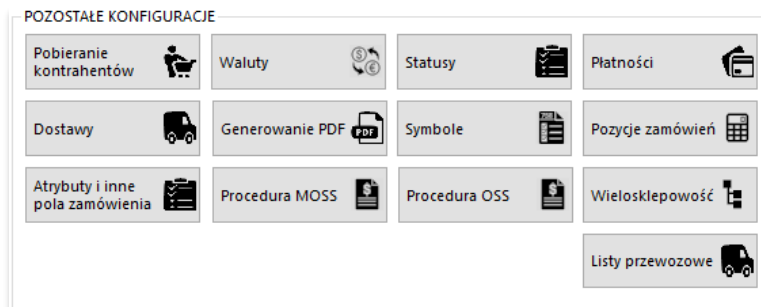 POZOSTAŁE KONFIGURACJE
Pobieranie
kontrahentów
Waluty
Statusy
Płatności
Dostawy
Generowanie PDF
PDF
Symbole
Pozycje zamówień
Atrybuty i inne
pola zamówienia
Procedura MOSS
Procedura OSS
Wielosklepowość
Listy przewozowe